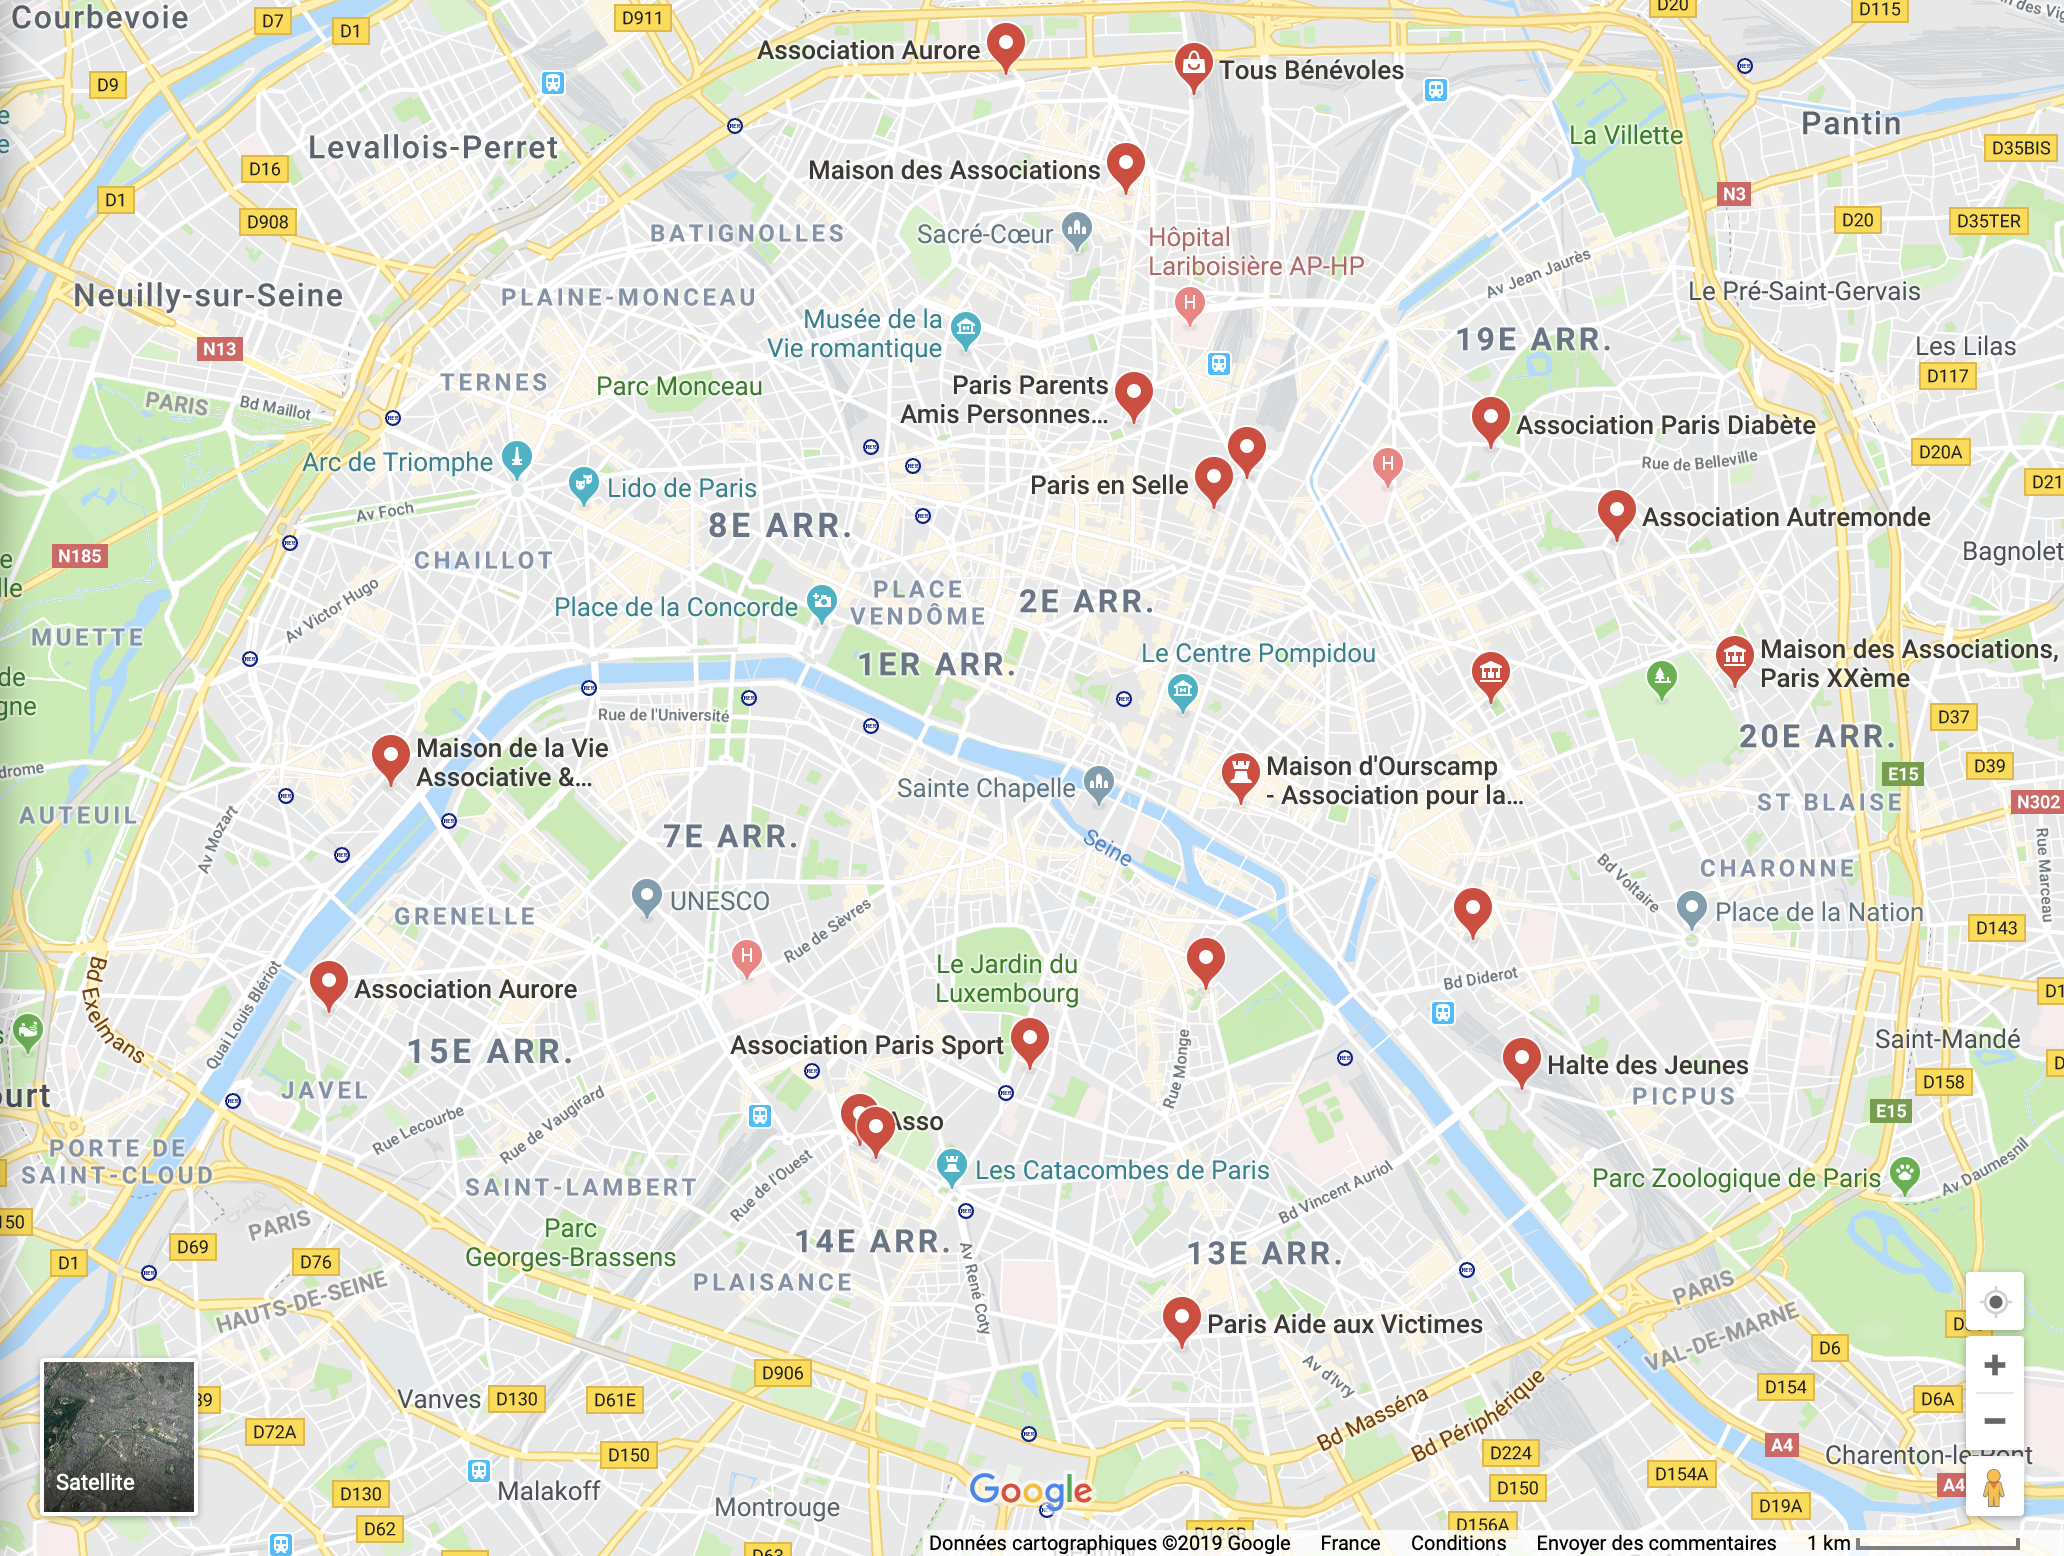 Courbevoie
D7
D1
D911
D20
D115
Association Aurore
Tous Bénévoles
D9
Levallois-Perret
La Villette
Pantin
D35BIS
D16
Maison des Associations
N3
D1
D908
D20
D35TER
BATIGNOLLES
Sacré-Cœur
Hôpital
Lariboisière AP-HP
Av Jean Jaurès
Neuilly-sur-Seine
PLAINE-MONCEAU
Le Pré-Saint-Gervais
Musée de la
Vie romantique
19E ARR.
N13
Les Lilas
D117
TERNES
Parc Monceau
Paris Parents
Amis Personnes...
PARIS
Bd Maillot
Association Paris Diabète
Rue de Belleville
D20A
Arc de Triomphe
Lido de Paris
Paris en Selle
D21
Av Foch
8E ARR.
Association Autremonde
N185
CHAILLOT
Bagnolet
Av Victor Hugo
PLACE
VENDÔME
Place de la Concorde
2E ARR.
MUETTE
1ER ARR.
Le Centre Pompidou
Maison des Associations,
Paris XXème
Rue de l'Université
D37
20E ARR.
Maison de la Vie
Associative &...
Sainte Chapelle
Maison d'Ourscamp
- Association pour la...
D39
E15
AUTEUIL
ST BLAISE
N302
Av Mozart
7E ARR.
Seine
Rue Marceau
Bd Voltaire
CHARONNE
UNESCO
GRENELLE
Rue de Sèvres
Place de la Nation
D143
Bd Exelmans
Quai Louis Blériot
Association Aurore
Le Jardin du
Luxembourg
Bd Diderot
Association Paris Sport
15E ARR.
Rue Monge
Saint-Mandé
Halte des Jeunes
PICPUS
D158
JAVEL
E15
Rue Lecourbe
Rue de Vaugirard
Asso
PORTE DE
SAINT-CLOUD
Rue de l'Ouest
Les Catacombes de Paris
Bd Vincent Auriol
Parc Zoologique de Paris
Av Daumesnil
SAINT-LAMBERT
PARIS
Parc
Georges-Brassens
14E ARR.
13E ARR.
D69
D1
D76
HAUTS-DE-SEINE
PLAISANCE
Av René Coty
PARIS
VAL-DE-MARNE
Paris Aide aux Victimes
D6
Av d'Ivry
D906
Vanves
D130
D61E
Bd Masséna
Bd Périphérique
D154
D6A
D72A
D150
D224
A4
Charenton-le-Pont
Satellite
Malakoff
Google
D150
D154A
A4
D130
Montrouge
D19A
D62
D156A
D63
Données cartographiques ©2019 Google
France
Conditions
Envoyer des commentaires
1 km